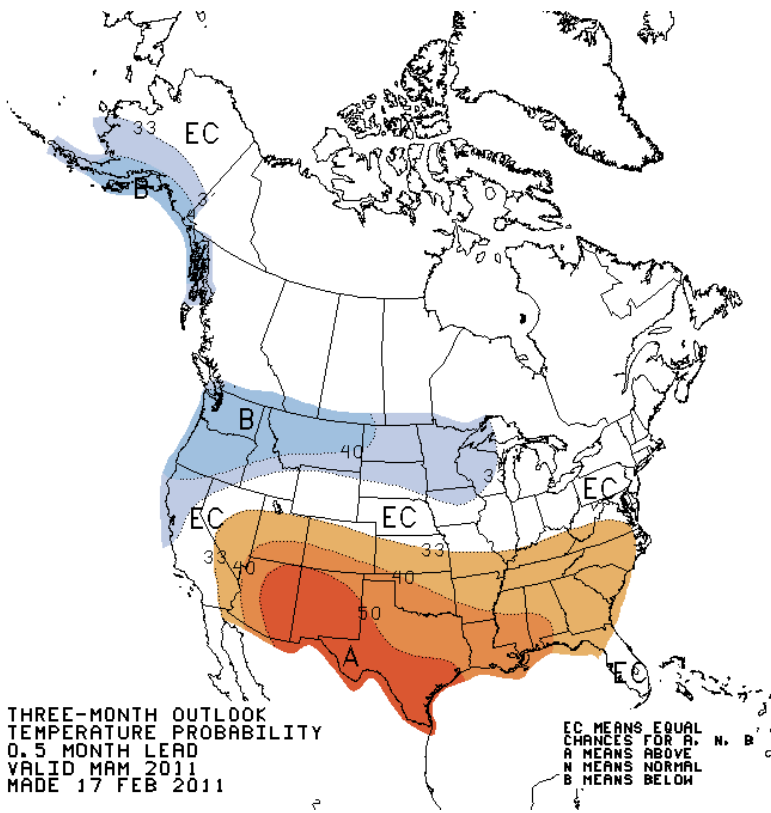 33
EC
B
43
B
40
33
EC
EC
EC
33
33
40
40
50
A
EC
THREE-MONTH OUTLOOK
TEMPERATURE PROBABILITY
0.5 MONTH LEAD
VALID MAM 2011
MADE 17 FEB 2011
EC MEANS EQUAL
CHANCES FOR A, N, B
A MEANS ABOVE
N MEANS NORMAL
B MEANS BELOW